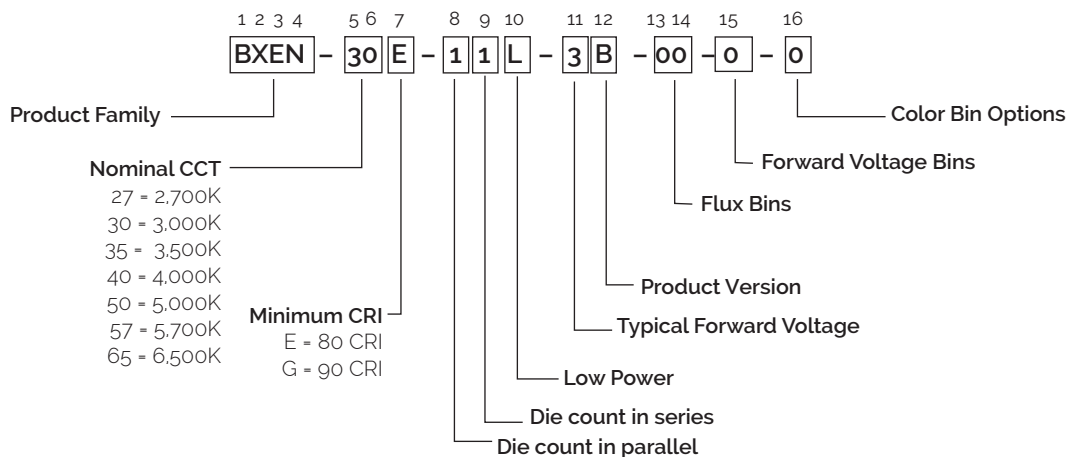 1 2 3 4 5 6 7 8 9 10 11 12 13 14 15 16
BXEN – 30 E – 1 1 L – 3 B – 00 – 0 – 0
Product Family
Color Bin Options
Nominal CCT
Forward Voltage Bins
27 = 2,700K
30 = 3,000K
35 = 3,500K
40 = 4,000K
50 = 5,000K
57 = 5,700K
65 = 6,500K
Flux Bins
Minimum CRI
E = 80 CRI
G = 90 CRI
Product Version
Typical Forward Voltage
Low Power
Die count in series
Die count in parallel